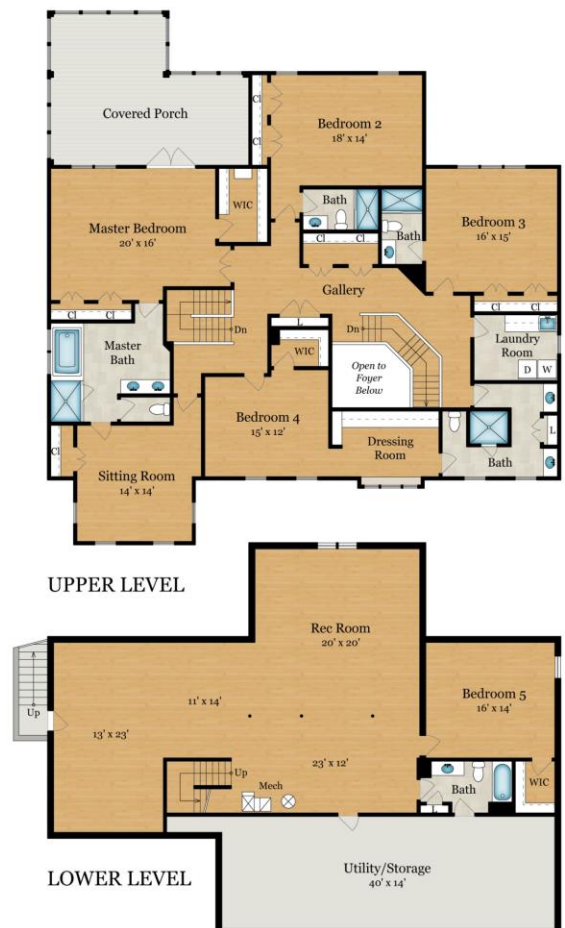 Covered Porch
Cl
Cl
Bedroom 2
18' x 14'
WIC
Bath
Bath
Master Bedroom
20' x 16'
Bedroom 3
16' x 15'
Cl Cl
Gallery
Cl Cl
Cl Cl
Dn
L
Dn
Laundry
Room
D W
Master
Bath
WIC
Open to
Foyer
Below
Bedroom 4
15' x 12'
Dressing
Room
L
Bath
Cl
Sitting Room
14' x 14'
UPPER LEVEL
Rec Room
20' x 20'
Up
11' x 14'
13' x 23'
Bedroom 5
16' x 14'
23' x 12'
Up
Mech
Bath
WIC
L
Utility/Storage
40' x 14'
LOWER LEVEL